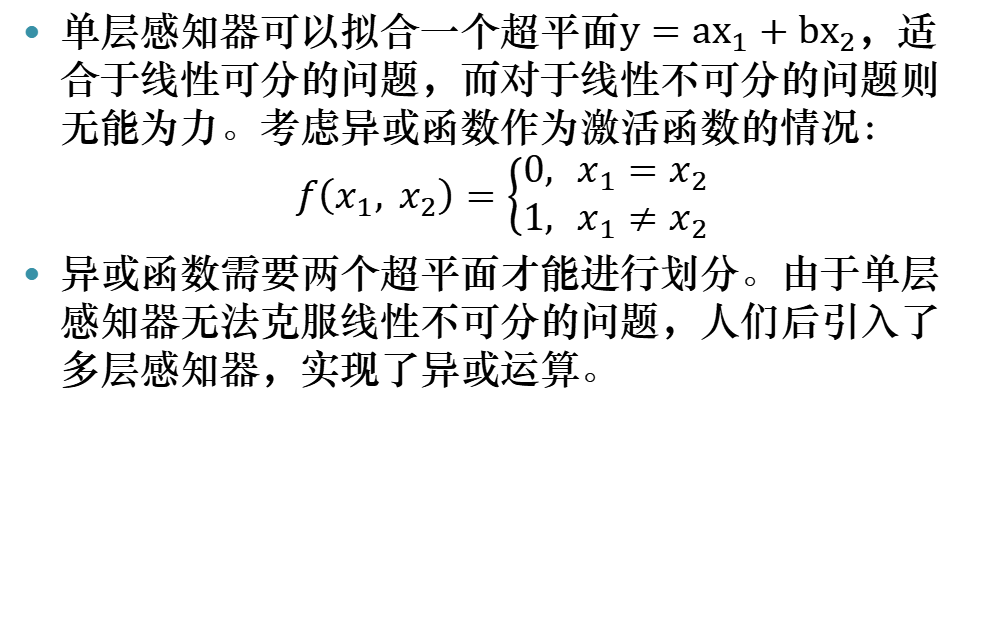 • 单层感知器可以拟合一个超平面y = ax₁ + bx₂，适
合于线性可分的问题，而对于线性不可分的问题则
无能为力。考虑异或函数作为激活函数的情况：
f(x₁, x₂) = {0, x₁ = x₂
1, x₁ ≠ x₂
• 异或函数需要两个超平面才能进行划分。由于单层
感知器无法克服线性不可分的问题，人们后引入了
多层感知器，实现了异或运算。